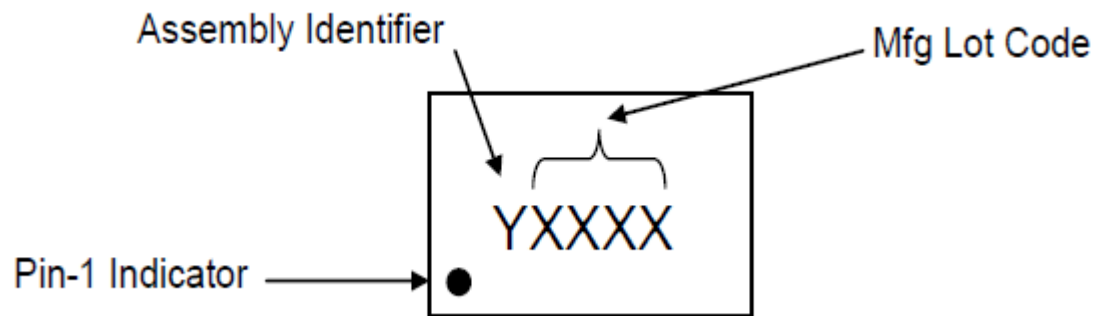 Assembly Identifier
Mfg Lot Code
YXXXX
Pin-1 Indicator